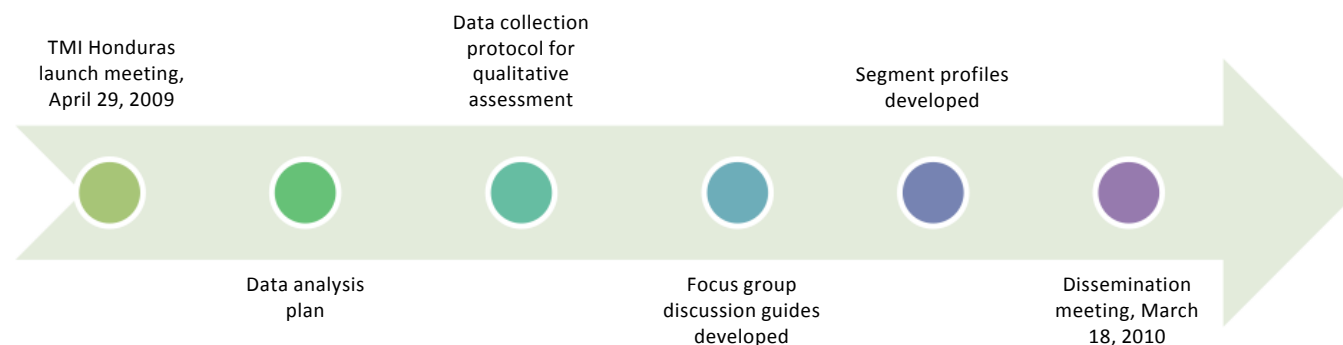 TMI Honduras
launch meeting,
April 29, 2009
Data analysis
plan
Data collection
protocol for
qualitative
assessment
Focus group
discussion guides
developed
Segment profiles
developed
Dissemination
meeting, March
18, 2010